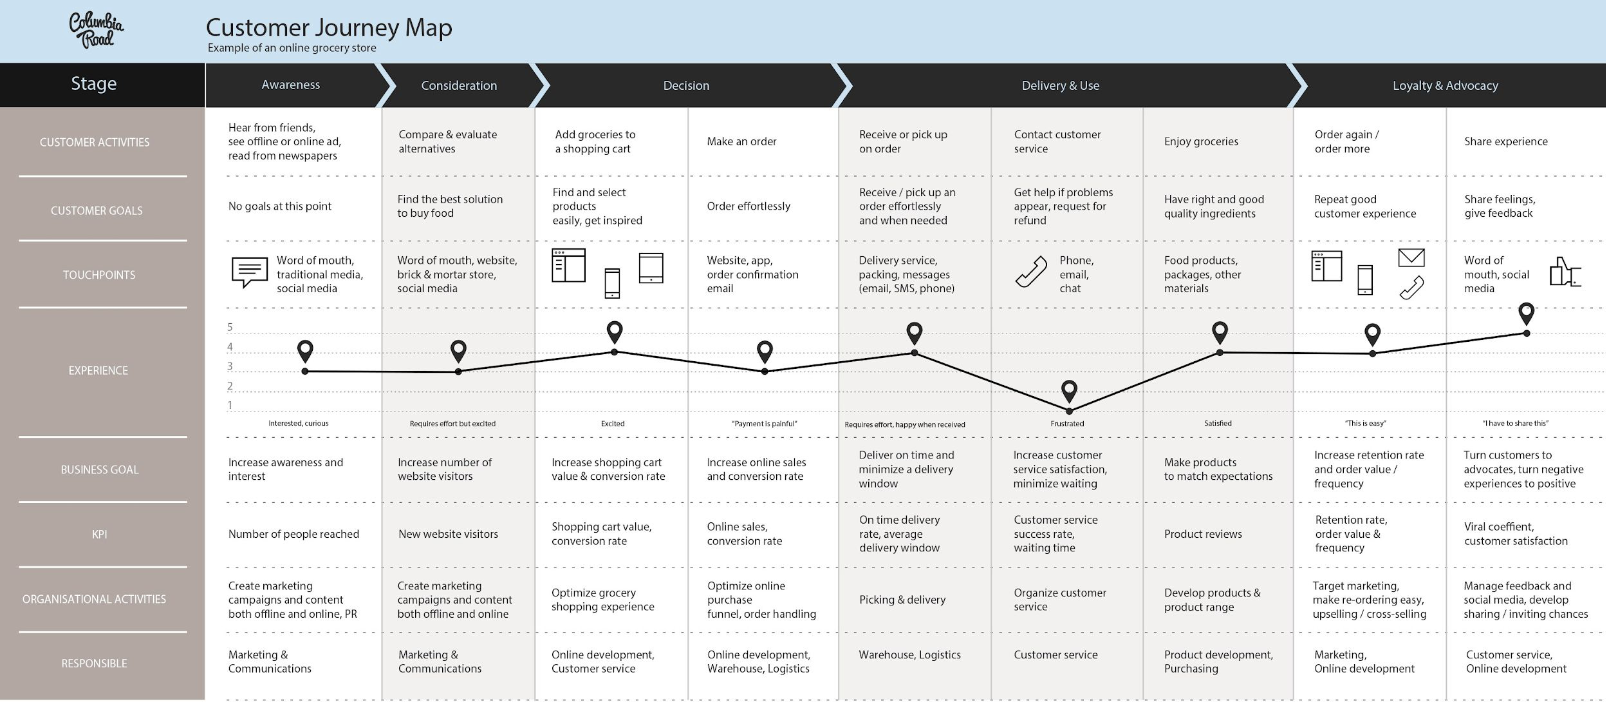 Columbia
Road
Customer Journey Map
Example of an online grocery store
Stage
Awareness
Consideration
Decision
Delivery & Use
Loyalty & Advocacy
CUSTOMER ACTIVITIES
Hear from friends,
see offline or online ad,
read from newspapers
Compare & evaluate
alternatives
Add groceries to
a shopping cart
Make an order
Receive or pick up
on order
Contact customer
service
Enjoy groceries
Order again /
order more
Share experience
CUSTOMER GOALS
No goals at this point
Find the best solution
to buy food
Find and select
products
easily, get inspired
Order effortlessly
Receive / pick up an
order effortlessly
and when needed
Get help if problems
appear, request for
refund
Have right and good
quality ingredients
Repeat good
customer experience
Share feelings,
give feedback
TOUCHPOINTS
Word of mouth,
traditional media,
social media
Word of mouth, website,
brick & mortar store,
social media
Website, app,
order confirmation
email
Delivery service,
packing, messages
(email, SMS, phone)
Phone,
email,
chat
Food products,
packages, other
materials
Word of
mouth, social
media
EXPERIENCE
5
4
3
2
1
Interested, curious
Requires effort but excited
Excited
"Payment is painful"
Requires effort, happy when received
Frustrated
Satisfied
"This is easy"
"I have to share this"
BUSINESS GOAL
Increase awareness and
interest
Increase number of
website visitors
Increase shopping cart
value & conversion rate
Increase online sales
and conversion rate
Deliver on time and
minimize a delivery
window
Increase customer
service satisfaction,
minimize waiting
Make products
to match expectations
Increase retention rate
and order value /
frequency
Turn customers to
advocates, turn negative
experiences to positive
KPI
Number of people reached
New website visitors
Shopping cart value,
conversion rate
Online sales,
conversion rate
On time delivery
rate, average
delivery window
Customer service
success rate,
waiting time
Product reviews
Retention rate,
order value &
frequency
Viral coeffient,
customer satisfaction
ORGANISATIONAL ACTIVITIES
Create marketing
campaigns and content
both offline and online, PR
Create marketing
campaigns and content
both offline and online
Optimize grocery
shopping experience
Optimize online
purchase
funnel, order handling
Picking & delivery
Organize customer
service
Develop products &
product range
Target marketing,
make re-ordering easy,
upselling / cross-selling
Manage feedback and
social media, develop
sharing / inviting chances
RESPONSIBLE
Marketing &
Communications
Marketing &
Communications
Online development,
Customer service
Online development,
Warehouse, Logistics
Warehouse, Logistics
Customer service
Product development,
Purchasing
Marketing,
Online development
Customer service,
Online development